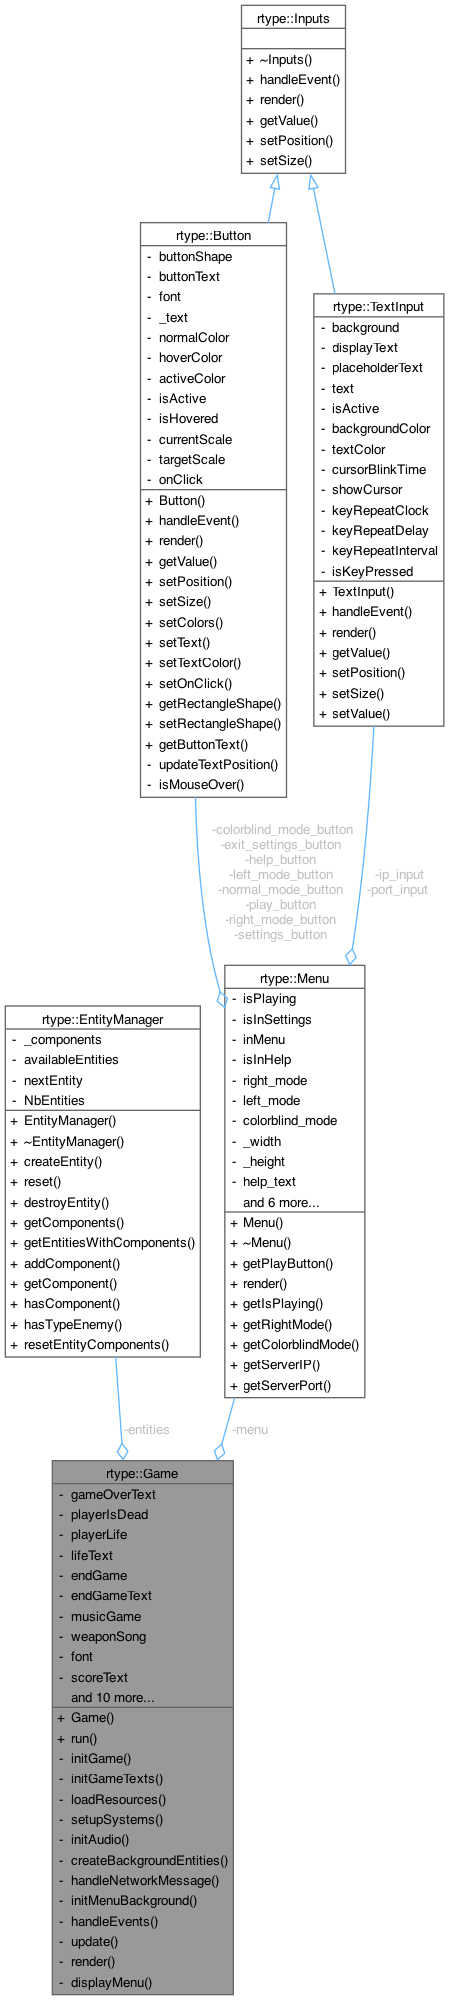 rtype::Inputs
+ ~Inputs()
+ handleEvent()
+ render()
+ getValue()
+ setPosition()
+ setSize()
rtype::Button
- buttonShape
- buttonText
- font
- _text
- normalColor
- hoverColor
- activeColor
- isActive
- isHovered
- currentScale
- targetScale
- onClick
+ Button()
+ handleEvent()
+ render()
+ getValue()
+ setPosition()
+ setSize()
+ setColors()
+ setText()
+ setTextColor()
+ setOnClick()
+ getRectangleShape()
+ setRectangleShape()
+ getButtonText()
- updateTextPosition()
- isMouseOver()
rtype::TextInput
- background
- displayText
- placeholderText
- text
- isActive
- backgroundColor
- textColor
- cursorBlinkTime
- showCursor
- keyRepeatClock
- keyRepeatDelay
- keyRepeatInterval
- isKeyPressed
+ TextInput()
+ handleEvent()
+ render()
+ getValue()
+ setPosition()
+ setSize()
+ setValue()
-colorblind_mode_button
-exit_settings_button
-help_button
-left_mode_button
-normal_mode_button
-play_button
-right_mode_button
-settings_button
-ip_input
-port_input
rtype::Menu
- isPlaying
- isInSettings
- inMenu
- isInHelp
- right_mode
- left_mode
- colorblind_mode
- _width
- _height
- help_text
and 6 more...
+ Menu()
+ ~Menu()
+ getPlayButton()
+ render()
+ getIsPlaying()
+ getRightMode()
+ getColorblindMode()
+ getServerIP()
+ getServerPort()
rtype::EntityManager
- _components
- availableEntities
- nextEntity
- NbEntities
+ EntityManager()
+ ~EntityManager()
+ createEntity()
+ reset()
+ destroyEntity()
+ getComponents()
+ getEntitiesWithComponents()
+ addComponent()
+ getComponent()
+ hasComponent()
+ hasTypeEnemy()
+ resetEntityComponents()
-entities
-menu
rtype::Game
- gameOverText
- playerIsDead
- playerLife
- lifeText
- endGame
- endGameText
- musicGame
- weaponSong
- font
- scoreText
and 10 more...
+ Game()
+ run()
- initGame()
- initGameTexts()
- loadResources()
- setupSystems()
- initAudio()
- createBackgroundEntities()
- handleNetworkMessage()
- initMenuBackground()
- handleEvents()
- update()
- render()
- displayMenu()